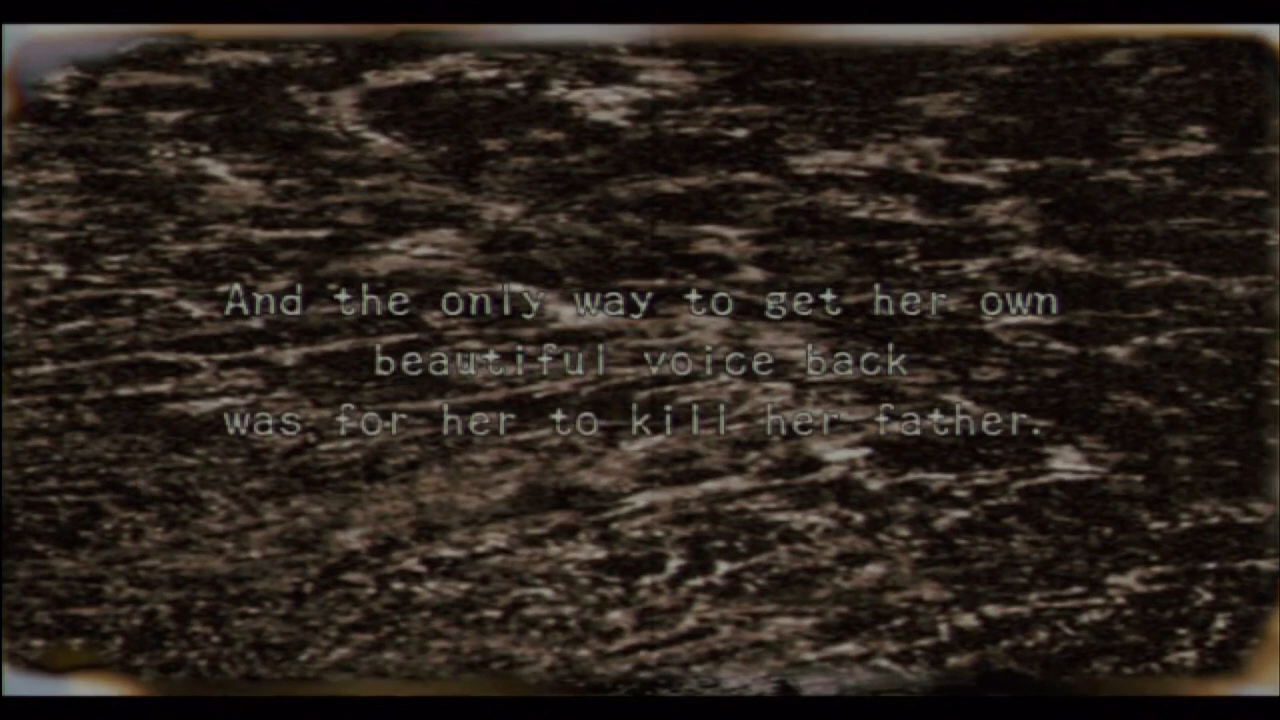 And the only way to get her own
beautiful voice back
was for her to kill her father.